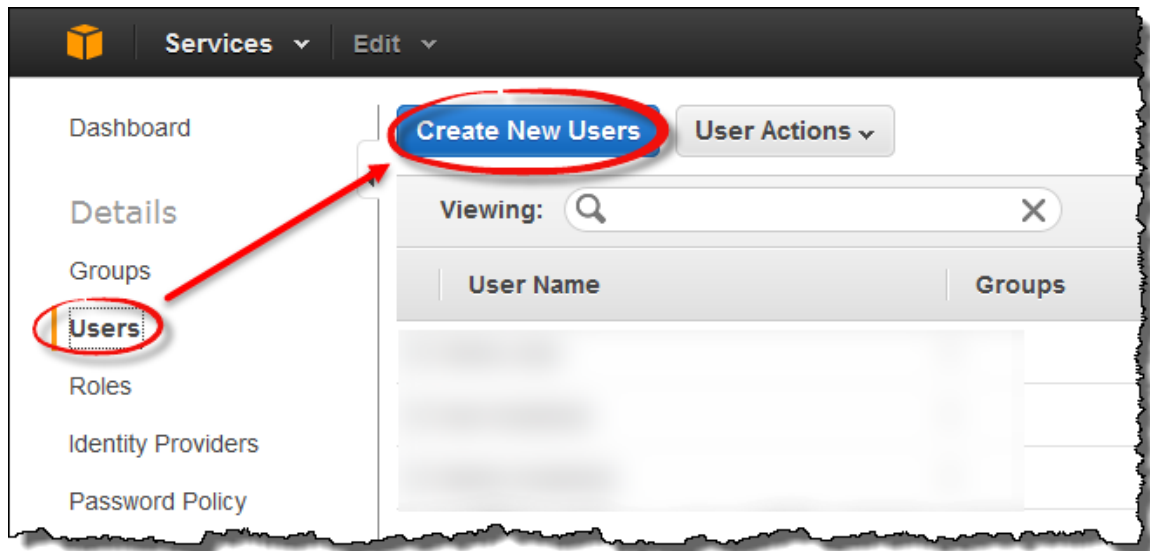 Services Edit
Dashboard
Details
Groups
Users
Roles
Identity Providers
Password Policy
Create New Users User Actions
Viewing:
User Name Groups